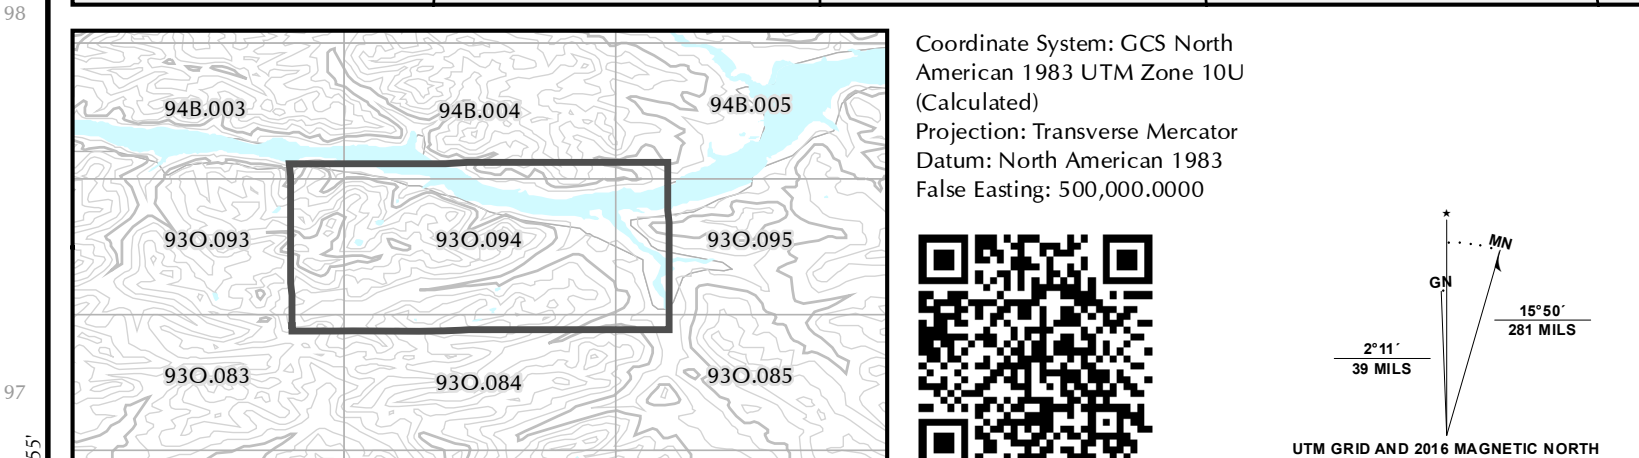 98
94B.003
94B.004
94B.005
93O.093
93O.094
93O.095
93O.083
93O.084
93O.085
97
55'
Coordinate System: GCS North
American 1983 UTM Zone 10U
(Calculated)
Projection: Transverse Mercator
Datum: North American 1983
False Easting: 500,000.0000
MN
GN
15°50´
281 MILS
2°11´
39 MILS
UTM GRID AND 2016 MAGNETIC NORTH